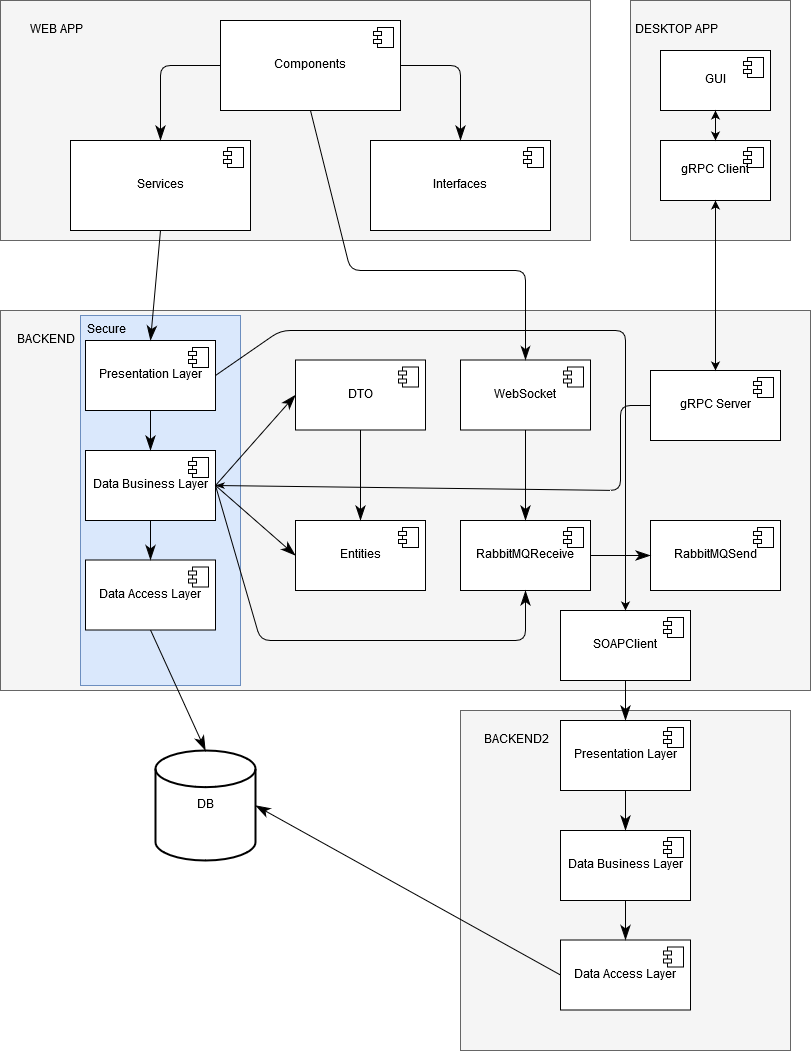 WEB APP
DESKTOP APP
Components
GUI
gRPC Client
Services
Interfaces
BACKEND
Secure
Presentation Layer
DTO
WebSocket
gRPC Server
Data Business Layer
Entities
RabbitMQReceive
RabbitMQSend
Data Access Layer
SOAPClient
BACKEND2
Presentation Layer
DB
Data Business Layer
Data Access Layer